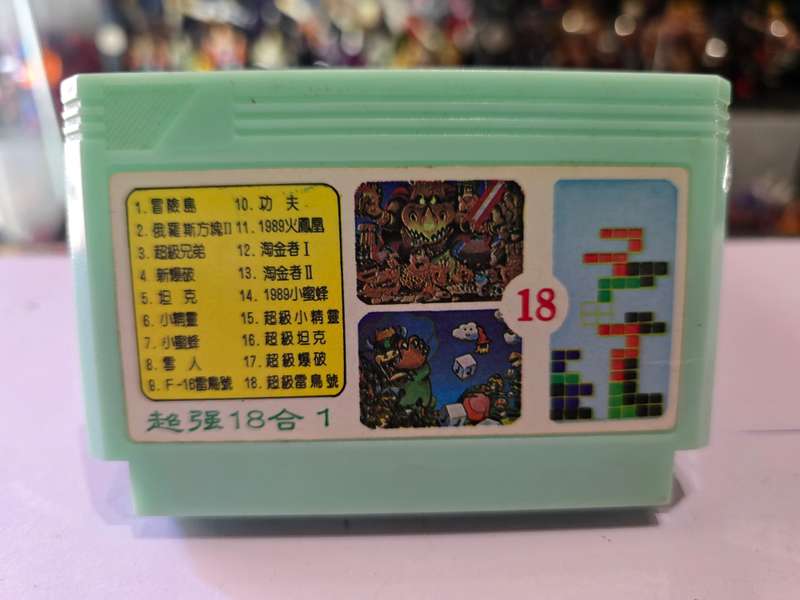 1. 冒險島
2. 俄羅斯方塊II
3. 超級兄弟
4. 新爆破
5. 坦克
6. 小精靈
7. 小蜜蜂
8. 雪人
9. F-16雷鳥號
10. 功夫
11. 1989火鳳凰
12. 淘金者I
13. 淘金者II
14. 1989小蜜蜂
15. 超級小精靈
16. 超級坦克
17. 超級爆破
18. 超級雷鳥號
超强18合1
18